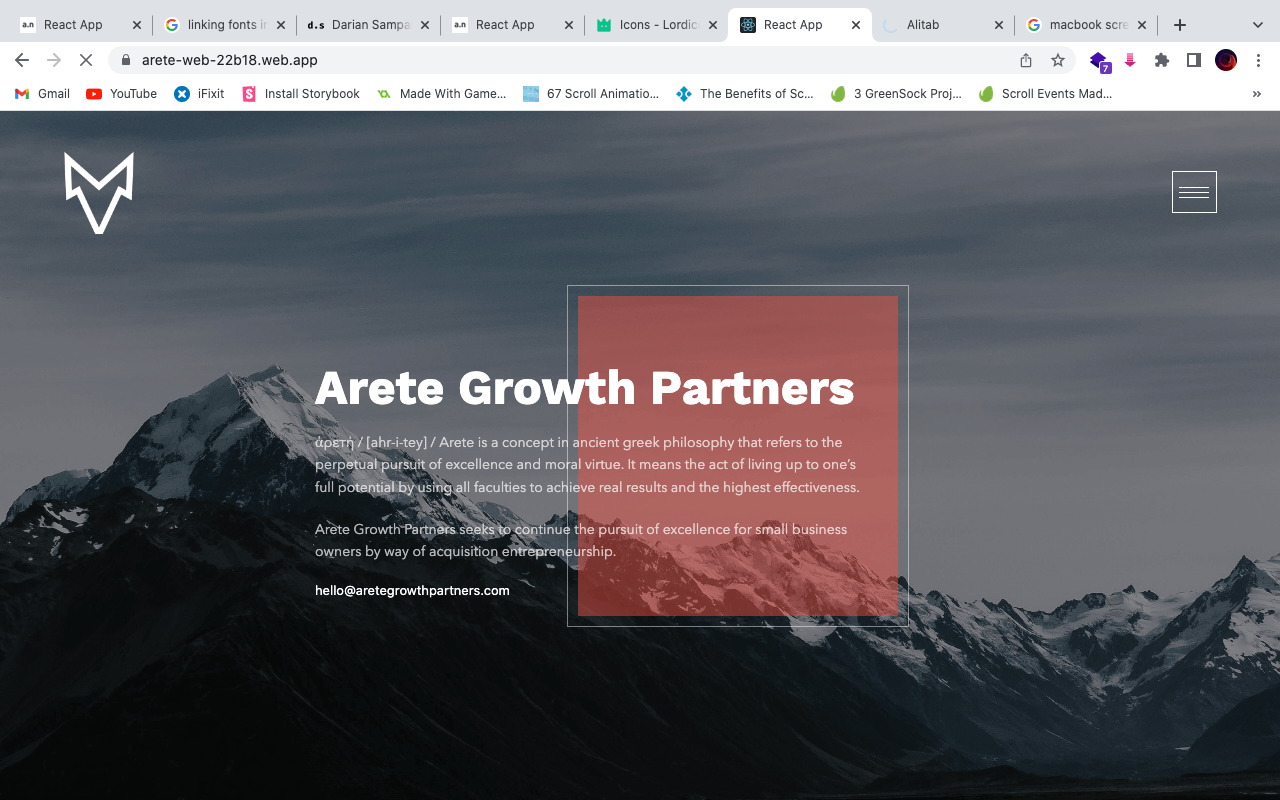 a.n React App
linking fonts in
d.s Darian Sampa
a.n React App
Icons - Lordic
React App
Alitab
macbook scre
arete-web-22b18.web.app
7
Gmail
YouTube
iFixit
Install Storybook
Made With Game...
67 Scroll Animatio...
The Benefits of Sc...
3 GreenSock Proj...
Scroll Events Mad...
»
Arete Growth Partners
ἀρετή / [ahr-i-tey] / Arete is a concept in ancient greek philosophy that refers to the
perpetual pursuit of excellence and moral virtue. It means the act of living up to one’s
full potential by using all faculties to achieve real results and the highest effectiveness.
Arete Growth Partners seeks to continue the pursuit of excellence for small business
owners by way of acquisition entrepreneurship.
hello@aretegrowthpartners.com